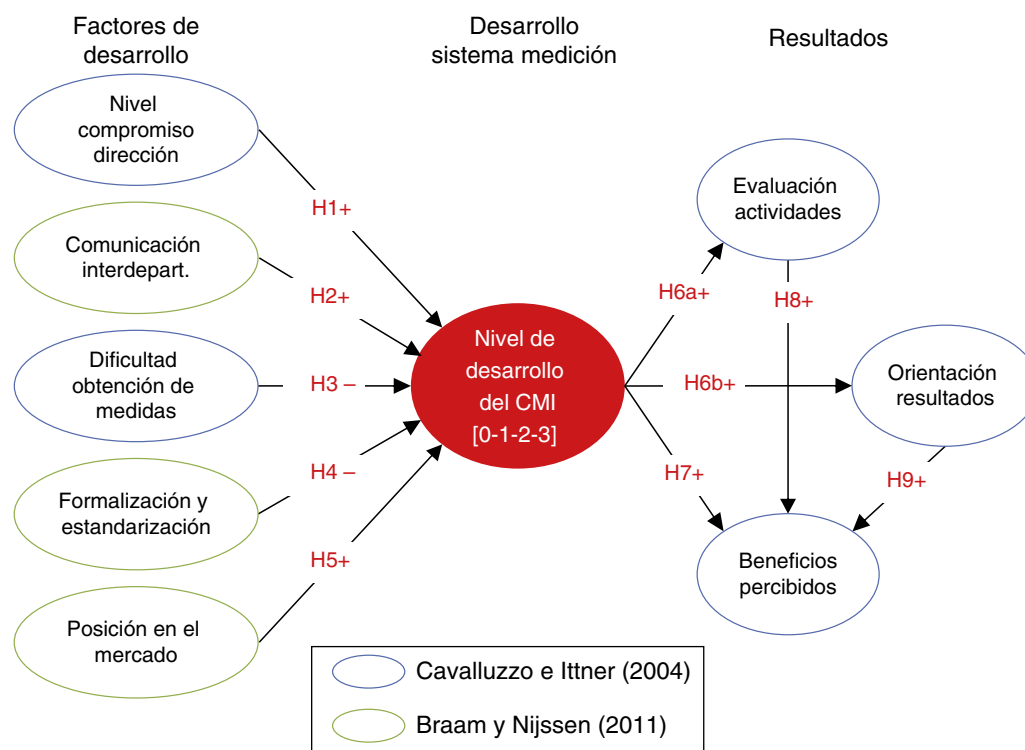 Factores de
desarrollo
Desarrollo
sistema medición
Resultados
Nivel
compromiso
dirección
Comunicación
interdepart.
Dificultad
obtención de
medidas
Formalización y
estandarización
Posición en el
mercado
H1+
H2+
H3 –
H4 –
H5+
Nivel de
desarrollo
del CMI
[0-1-2-3]
H6a+
H6b+
H7+
Evaluación
actividades
H8+
Orientación
resultados
H9+
Beneficios
percibidos
Cavalluzzo e Ittner (2004)
Braam y Nijssen (2011)